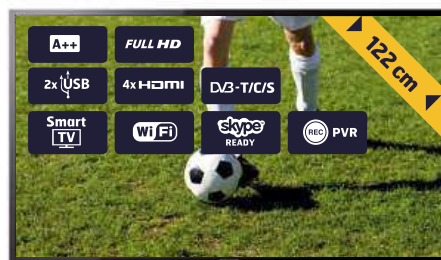 A++
FULL HD
122 cm
2x USB
4x HDMI
DVB-T/C/S
Smart
TV
WiFi
skype
READY
REC PVR